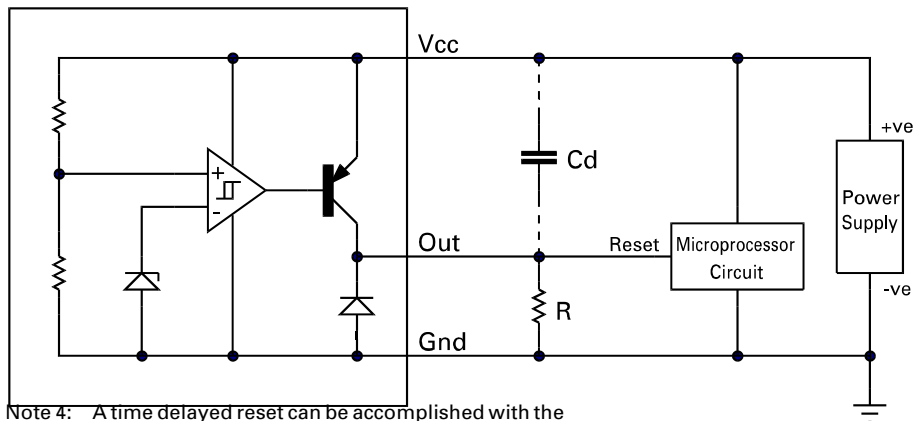 Vcc
+ve
Cd
+
-
Power
Supply
Out
Reset
Microprocessor
Circuit
-ve
R
Gnd
Note 4: A time delayed reset can be accomplished with the